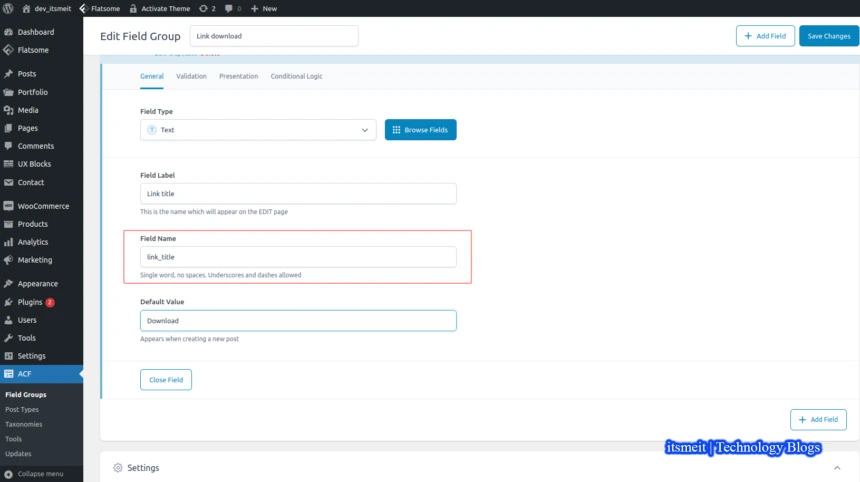 dev_itsmeit Flatsome Activate Theme 2 0 New
Edit Field Group Link download Add Field Save Changes
Dashboard
Flatsome
Posts
Portfolio
Media
Pages
Comments
UX Blocks
Contact
WooCommerce
Products
Analytics
Marketing
Appearance
Plugins 2
Users
Tools
Settings
ACF
Field Groups
Post Types
Taxonomies
Tools
Updates
Collapse menu
General Validation Presentation Conditional Logic
Field Type
Text Browse Fields
Field Label
Link title
This is the name which will appear on the EDIT page
Field Name
link_title
Single word, no spaces. Underscores and dashes allowed
Default Value
Download
Appears when creating a new post
Close Field
Add Field
itsmeit | Technology Blogs
Settings